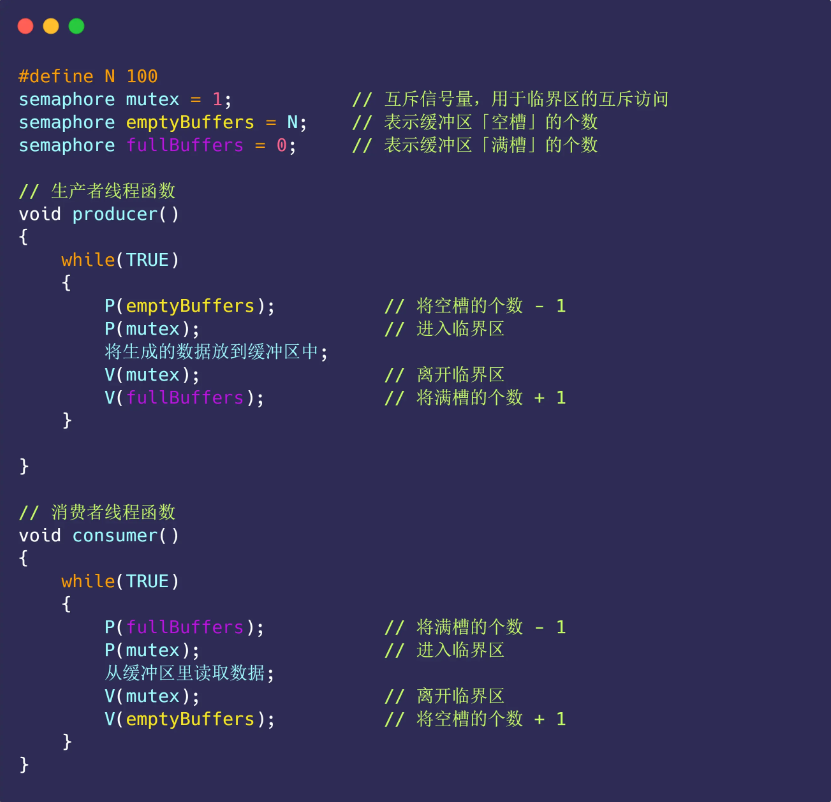 #define N 100
semaphore mutex = 1;           // 互斥信号量，用于临界区的互斥访问
semaphore emptyBuffers = N;    // 表示缓冲区「空槽」的个数
semaphore fullBuffers = 0;     // 表示缓冲区「满槽」的个数
// 生产者线程函数
void producer()
{
    while(TRUE)
    {
        P(emptyBuffers);          // 将空槽的个数 - 1
        P(mutex);                 // 进入临界区
        将生成的数据放到缓冲区中;
        V(mutex);                 // 离开临界区
        V(fullBuffers);           // 将满槽的个数 + 1
    }
}
// 消费者线程函数
void consumer()
{
    while(TRUE)
    {
        P(fullBuffers);           // 将满槽的个数 - 1
        P(mutex);                 // 进入临界区
        从缓冲区里读取数据;
        V(mutex);                 // 离开临界区
        V(emptyBuffers);          // 将空槽的个数 + 1
    }
}